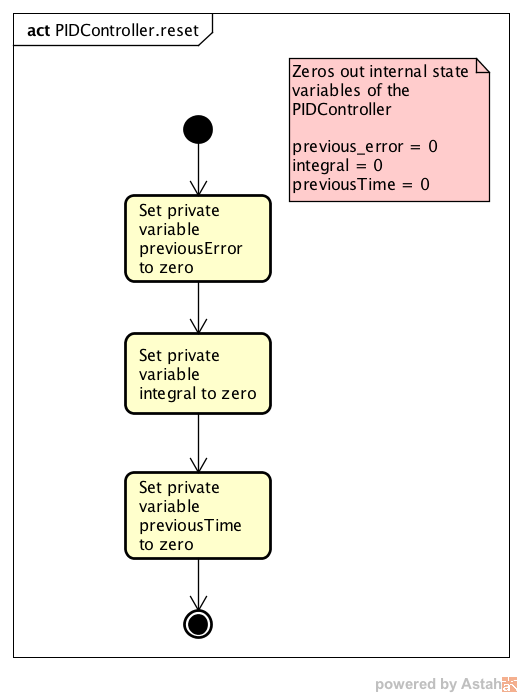 act PIDController.reset
Zeros out internal state
variables of the
PIDController
previous_error = 0
integral = 0
previousTime = 0
Set private
variable
previousError
to zero
Set private
variable
integral to zero
Set private
variable
previousTime
to zero
powered by Astah